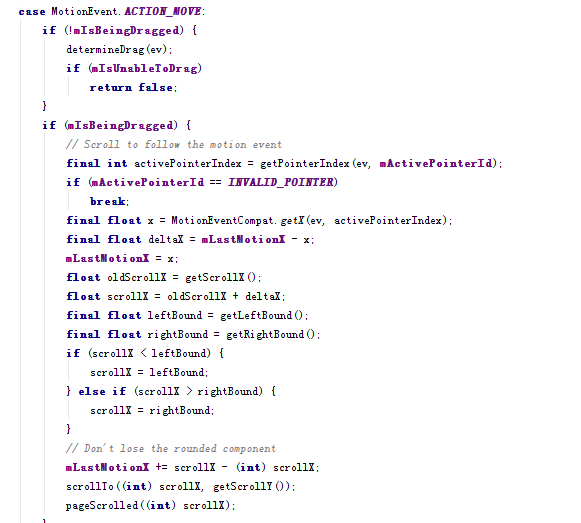 case MotionEvent.ACTION_MOVE:
if (!mIsBeingDragged) {
determineDrag(ev);
if (mIsUnableToDrag)
return false;
}
if (mIsBeingDragged) {
// Scroll to follow the motion event
final int activePointerIndex = getPointerIndex(ev, mActivePointerId);
if (mActivePointerId == INVALID_POINTER)
break;
final float x = MotionEventCompat.getX(ev, activePointerIndex);
final float deltaX = mLastMotionX - x;
mLastMotionX = x;
float oldScrollX = getScrollX();
float scrollX = oldScrollX + deltaX;
final float leftBound = getLeftBound();
final float rightBound = getRightBound();
if (scrollX < leftBound) {
scrollX = leftBound;
} else if (scrollX > rightBound) {
scrollX = rightBound;
}
// Don't lose the rounded component
mLastMotionX += scrollX - (int) scrollX;
scrollTo((int) scrollX, getScrollY());
pageScrolled((int) scrollX);
}